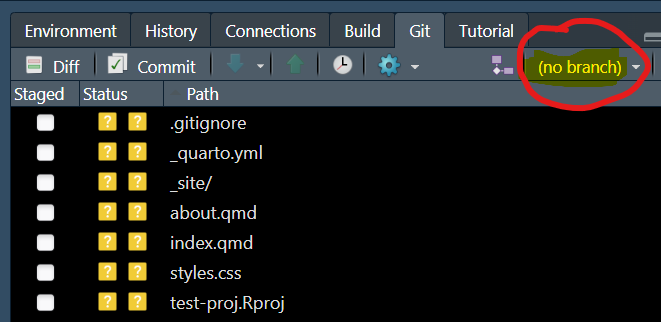 Environment History Connections Build Git Tutorial
Diff Commit (no branch)
Staged Status Path
? ? .gitignore
? ? _quarto.yml
? ? _site/
? ? about.qmd
? ? index.qmd
? ? styles.css
? ? test-proj.Rproj